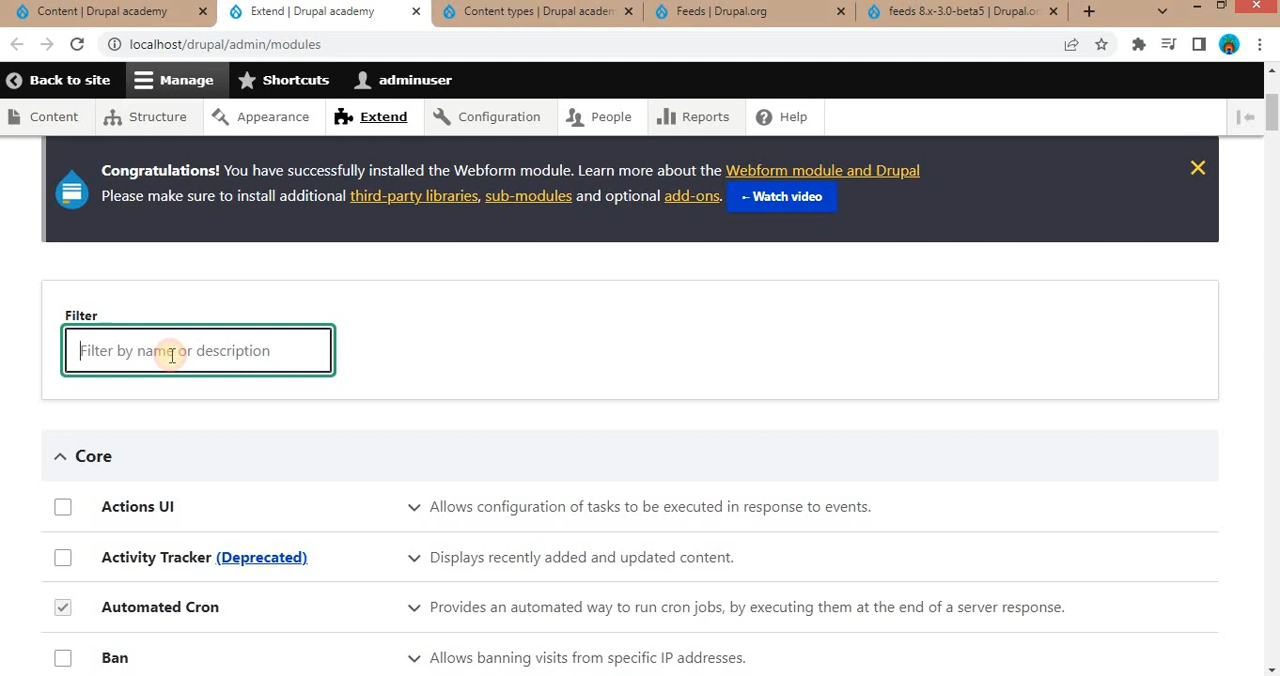 Content | Drupal academy
Extend | Drupal academy
Content types | Drupal academ
Feeds | Drupal.org
feeds 8.x-3.0-beta5 | Drupal.or
localhost/drupal/admin/modules
Back to site
Manage
Shortcuts
adminuser
Content
Structure
Appearance
Extend
Configuration
People
Reports
Help
Congratulations! You have successfully installed the Webform module. Learn more about the Webform module and Drupal
Please make sure to install additional third-party libraries, sub-modules and optional add-ons. Watch video
Filter
Filter by name or description
Core
Actions UI
Allows configuration of tasks to be executed in response to events.
Activity Tracker (Deprecated)
Displays recently added and updated content.
Automated Cron
Provides an automated way to run cron jobs, by executing them at the end of a server response.
Ban
Allows banning visits from specific IP addresses.